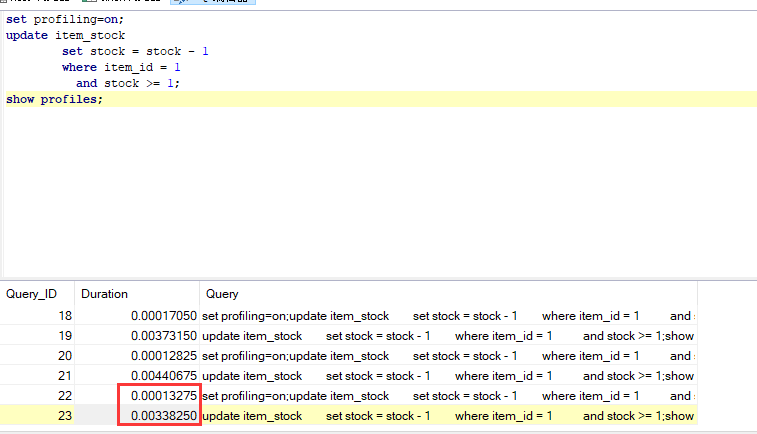 set profiling=on;
update item_stock
set stock = stock - 1
where item_id = 1
and stock >= 1;
show profiles;
Query_ID Duration Query
18 0.00017050 set profiling=on;update item_stock set stock = stock - 1 where item_id = 1 and
19 0.00373150 update item_stock set stock = stock - 1 where item_id = 1 and stock >= 1;show
20 0.00012825 set profiling=on;update item_stock set stock = stock - 1 where item_id = 1 and
21 0.00440675 update item_stock set stock = stock - 1 where item_id = 1 and stock >= 1;show
22 0.00013275 set profiling=on;update item_stock set stock = stock - 1 where item_id = 1 and
23 0.00338250 update item_stock set stock = stock - 1 where item_id = 1 and stock >= 1;show